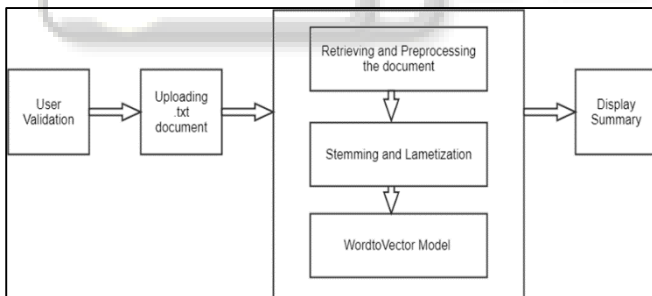 User
Validation
Uploading
.txt
document
Retrieving and Preprocessing
the document
Stemming and Lametization
WordtoVector Model
Display
Summary